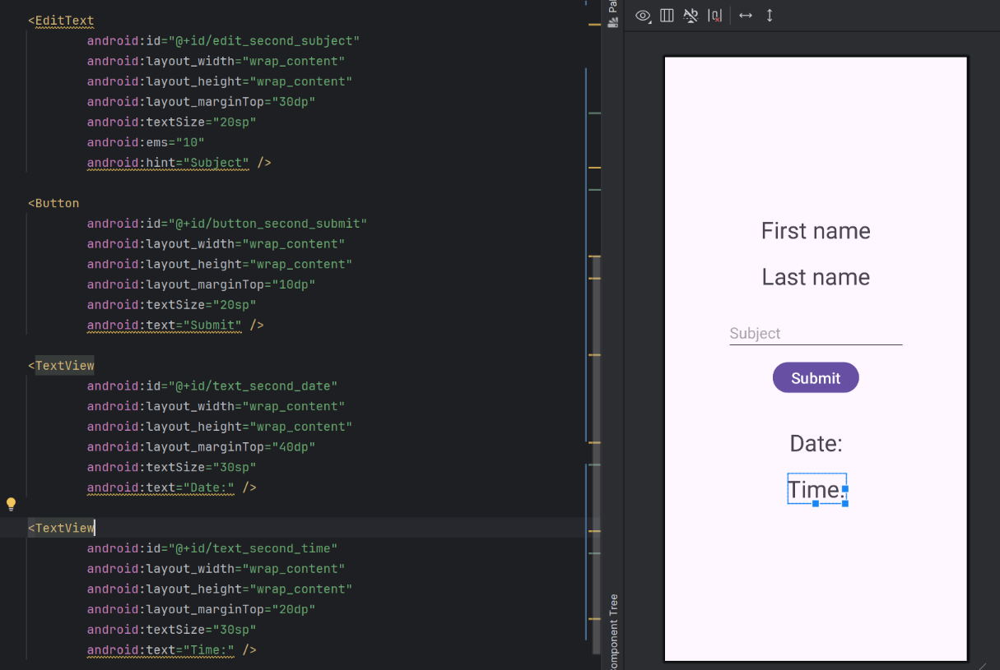 <EditText
android:id="@+id/edit_second_subject"
android:layout_width="wrap_content"
android:layout_height="wrap_content"
android:layout_marginTop="30dp"
android:textSize="20sp"
android:ems="10"
android:hint="Subject" />
<Button
android:id="@+id/button_second_submit"
android:layout_width="wrap_content"
android:layout_height="wrap_content"
android:layout_marginTop="10dp"
android:textSize="20sp"
android:text="Submit" />
<TextView
android:id="@+id/text_second_date"
android:layout_width="wrap_content"
android:layout_height="wrap_content"
android:layout_marginTop="40dp"
android:textSize="30sp"
android:text="Date:" />
<TextView
android:id="@+id/text_second_time"
android:layout_width="wrap_content"
android:layout_height="wrap_content"
android:layout_marginTop="20dp"
android:textSize="30sp"
android:text="Time:" />
Tree
First name
Last name
Subject
Submit
Date:
Time: